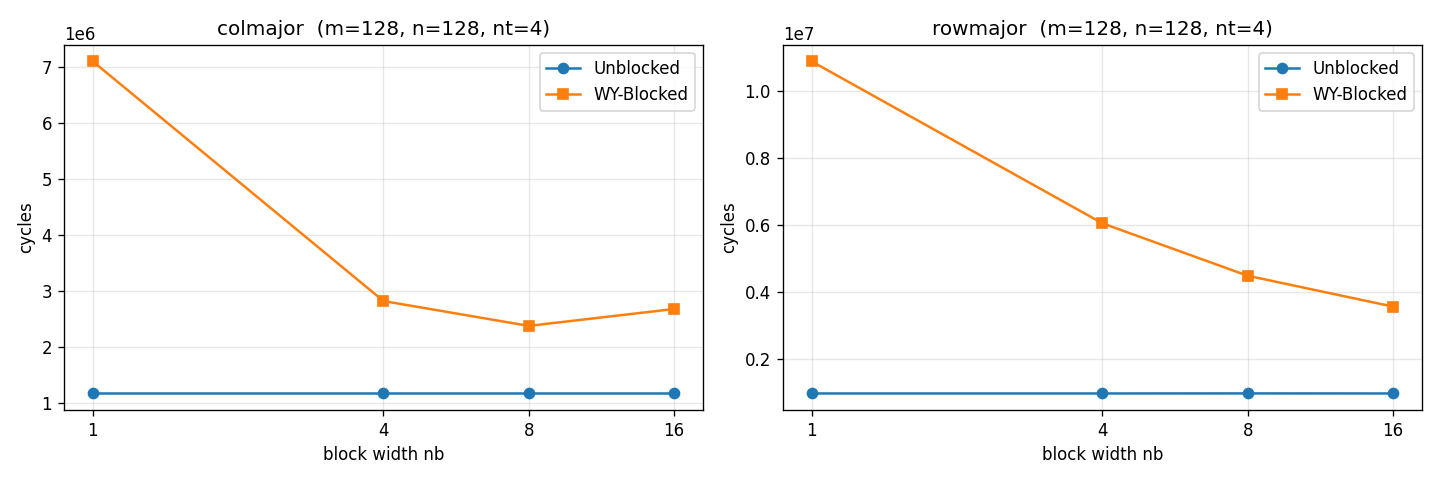 colmajor  (m=128, n=128, nt=4)
1e6
7
6
5
4
3
2
1
cycles
1
4
8
16
block width nb
Unblocked
WY-Blocked
rowmajor  (m=128, n=128, nt=4)
1e7
1.0
0.8
0.6
0.4
0.2
cycles
1
4
8
16
block width nb
Unblocked
WY-Blocked